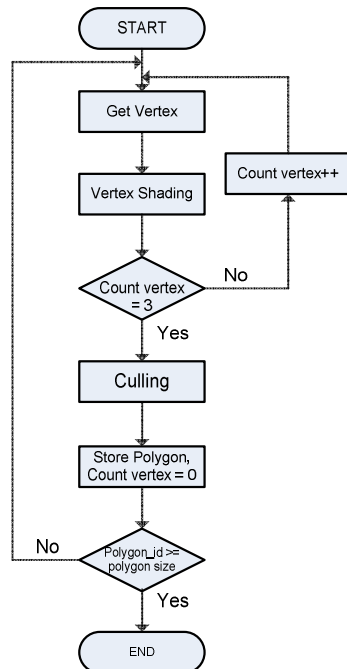 START
Get Vertex
Vertex Shading
Count vertex++
Count vertex
= 3
No
Yes
Culling
Store Polygon,
Count vertex = 0
Polygon_id >=
polygon size
No
Yes
END